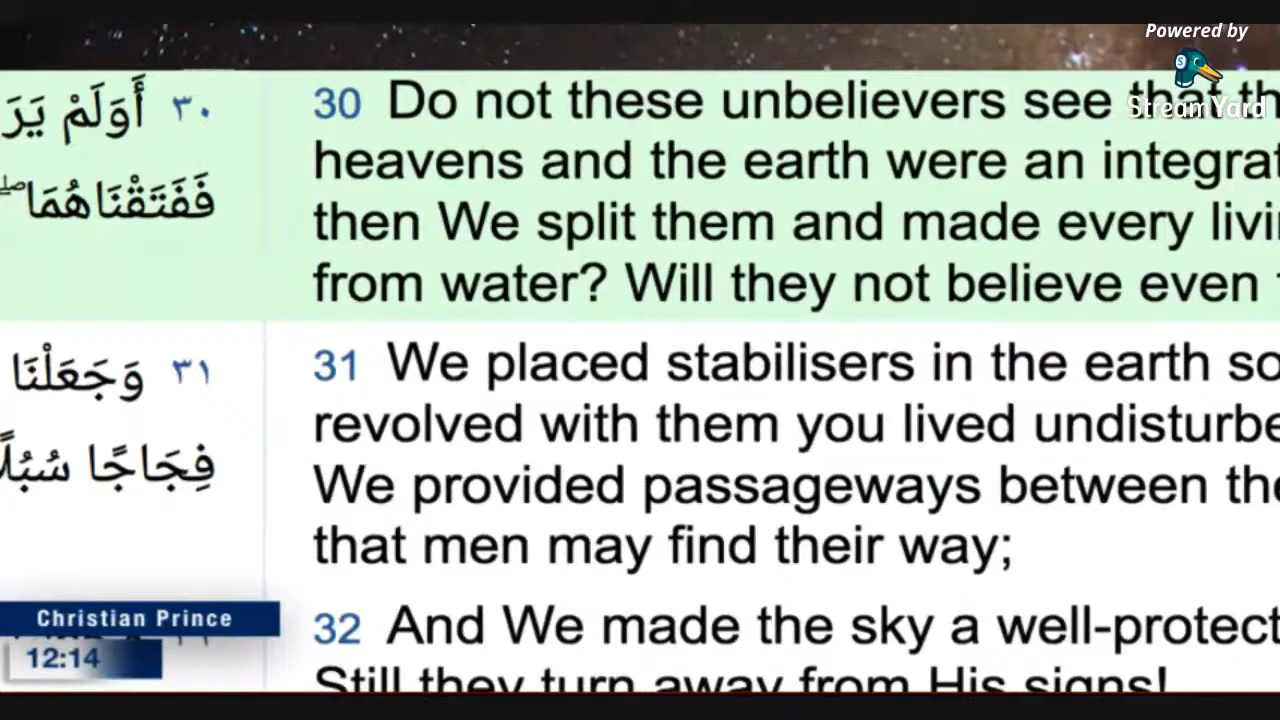 Powered by
StreamYard
٣٠ أَوَلَمْ يَرَ
فَفَتَقْنَاهُمَا ۖ
30 Do not these unbelievers see that th
heavens and the earth were an integrat
then We split them and made every livi
from water? Will they not believe even
٣١ وَجَعَلْنَا
فِجَاجًا سُبُلًا
31 We placed stabilisers in the earth so
revolved with them you lived undisturbe
We provided passageways between the
that men may find their way;
32 And We made the sky a well-protect
Still they turn away from His signs!
Christian Prince
12:14